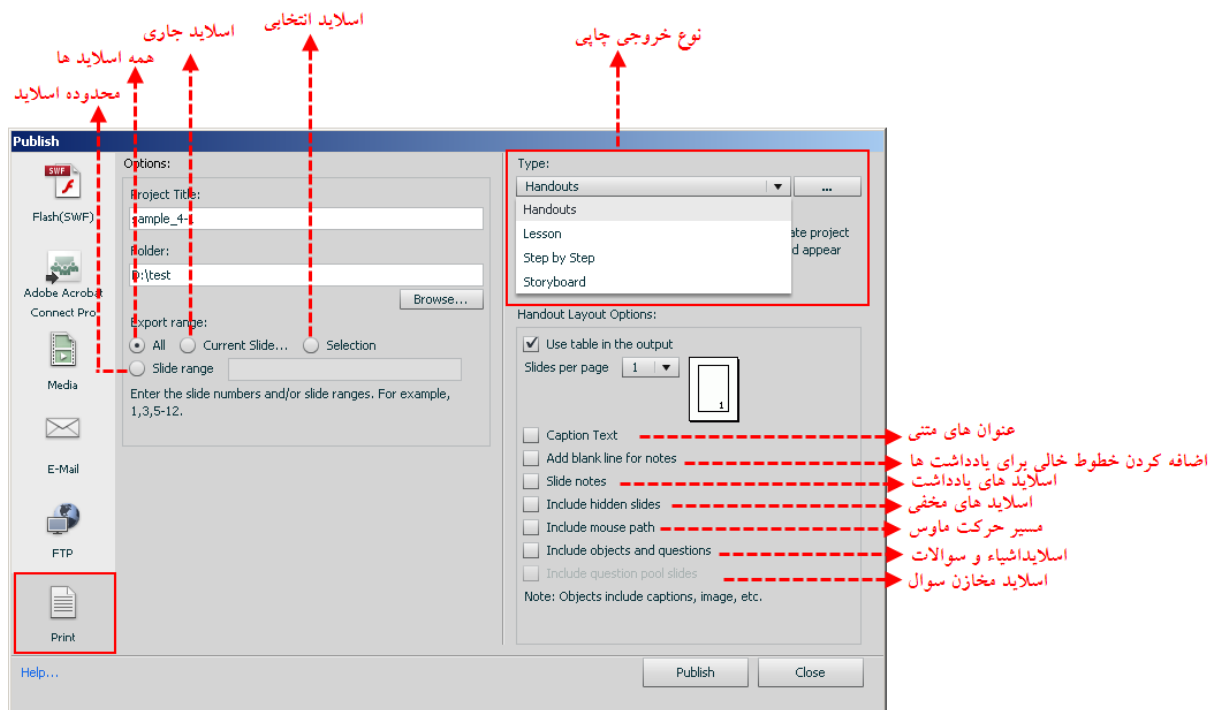 اسلاید انتخابی
اسلاید جاری
همه اسلاید ها
محدوده اسلاید
نوع خروجی چاپی
Publish
SWF
Flash(SWF)
Adobe Acrobat
Connect Pro
Media
E-Mail
FTP
Print
Options:
Project Title:
sample_4-1
Folder:
D:\test
Browse...
Export range:
All Current Slide... Selection
Slide range
Enter the slide numbers and/or slide ranges. For example,
1,3,5-12.
Type:
Handouts ...
Handouts
Lesson
Step by Step
Storyboard
ate project
d appear
Handout Layout Options:
Use table in the output
Slides per page 1
1
Caption Text
عنوان های متنی
Add blank line for notes
اضافه کردن خطوط خالی برای یادداشت ها
Slide notes
اسلاید های یادداشت
Include hidden slides
اسلاید های مخفی
Include mouse path
مسیر حرکت ماوس
Include objects and questions
اسلایداشیاء و سوالات
Include question pool slides
اسلاید مخازن سوال
Note: Objects include captions, image, etc.
Help...
Publish Close